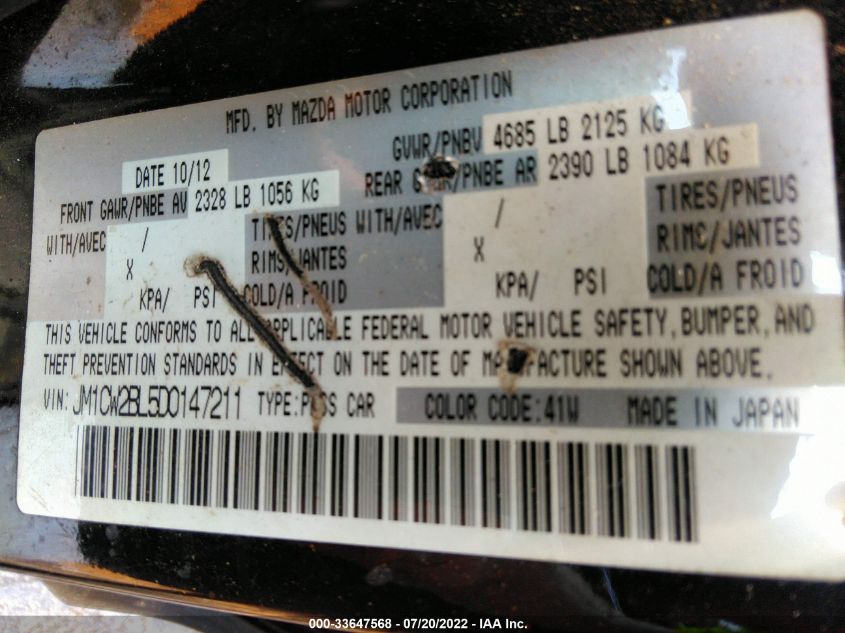 MFD. BY MAZDA MOTOR CORPORATION
DATE 10/12 GVWR/PNBV 4685 LB 2125 KG
FRONT GAWR/PNBE AV 2328 LB 1056 KG REAR GAWR/PNBE AR 2390 LB 1084 KG
WITH/AVEC / TIRES/PNEUS WITH/AVEC / TIRES/PNEUS
X RIMS/JANTES X RIMS/JANTES
KPA/ PSI COLD/A FROID KPA/ PSI COLD/A FROID
THIS VEHICLE CONFORMS TO ALL APPLICABLE FEDERAL MOTOR VEHICLE SAFETY, BUMPER, AND
THEFT PREVENTION STANDARDS IN EFFECT ON THE DATE OF MANUFACTURE SHOWN ABOVE.
VIN: JM1CW2BL5D0147211 TYPE: PASS CAR COLOR CODE:41W MADE IN JAPAN
000-33647568 - 07/20/2022 - IAA Inc.